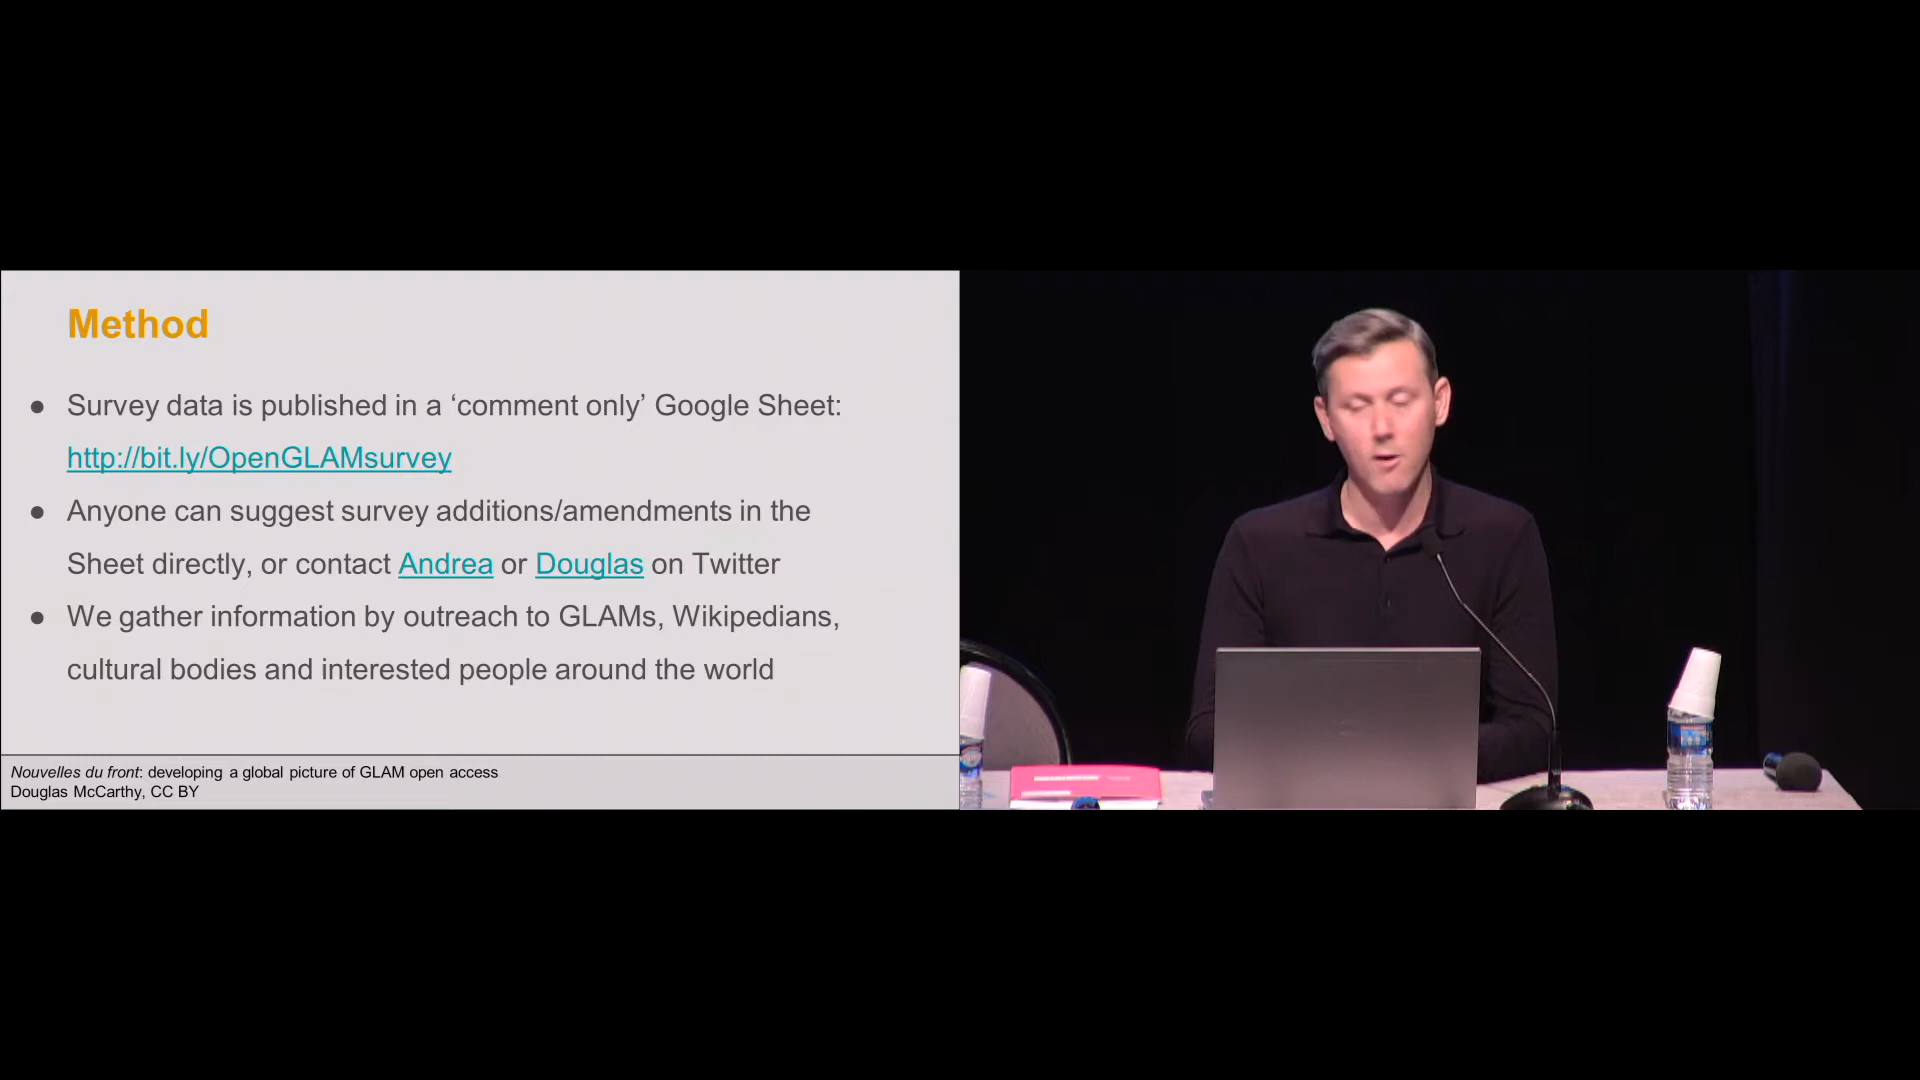 Method
● Survey data is published in a ‘comment only’ Google Sheet:
http://bit.ly/OpenGLAMsurvey
● Anyone can suggest survey additions/amendments in the
Sheet directly, or contact Andrea or Douglas on Twitter
● We gather information by outreach to GLAMs, Wikipedians,
cultural bodies and interested people around the world
Nouvelles du front: developing a global picture of GLAM open access
Douglas McCarthy, CC BY